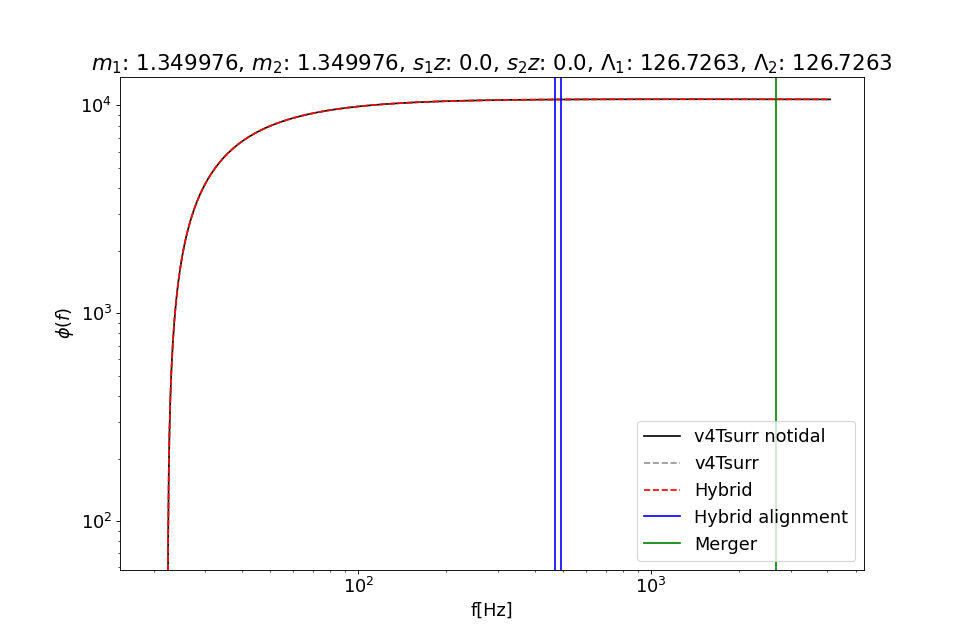 m₁: 1.349976, m₂: 1.349976, s₁z: 0.0, s₂z: 0.0, Λ₁: 126.7263, Λ₂: 126.7263
10⁴
10³
10²
ϕ(f)
v4Tsurr notidal
v4Tsurr
Hybrid
Hybrid alignment
Merger
10²
10³
f[Hz]